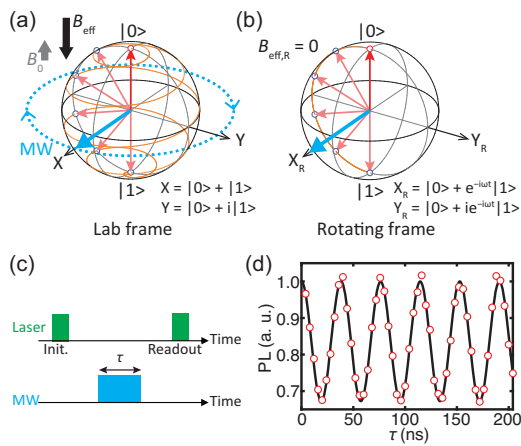 (a)
B_eff
B_0
|0>
MW
X
Y
|1>
X = |0> + |1>
Y = |0> + i|1>
Lab frame
(b)
B_eff,R = 0
|0>
X_R
Y_R
|1>
X_R = |0> + e^-iωt |1>
Y_R = |0> + ie^-iωt |1>
Rotating frame
(c)
Laser
Time
Init.
Readout
τ
MW
Time
(d)
PL (a. u.)
1.0
0.9
0.8
0.7
0 50 100 150 200
τ (ns)